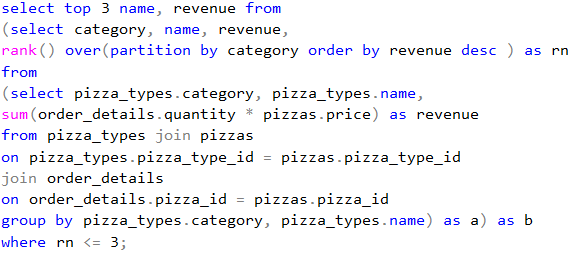 select top 3 name, revenue from
(select category, name, revenue,
rank() over(partition by category order by revenue desc ) as rn
from
(select pizza_types.category, pizza_types.name,
sum(order_details.quantity * pizzas.price) as revenue
from pizza_types join pizzas
on pizza_types.pizza_type_id = pizzas.pizza_type_id
join order_details
on order_details.pizza_id = pizzas.pizza_id
group by pizza_types.category, pizza_types.name) as a) as b
where rn <= 3;